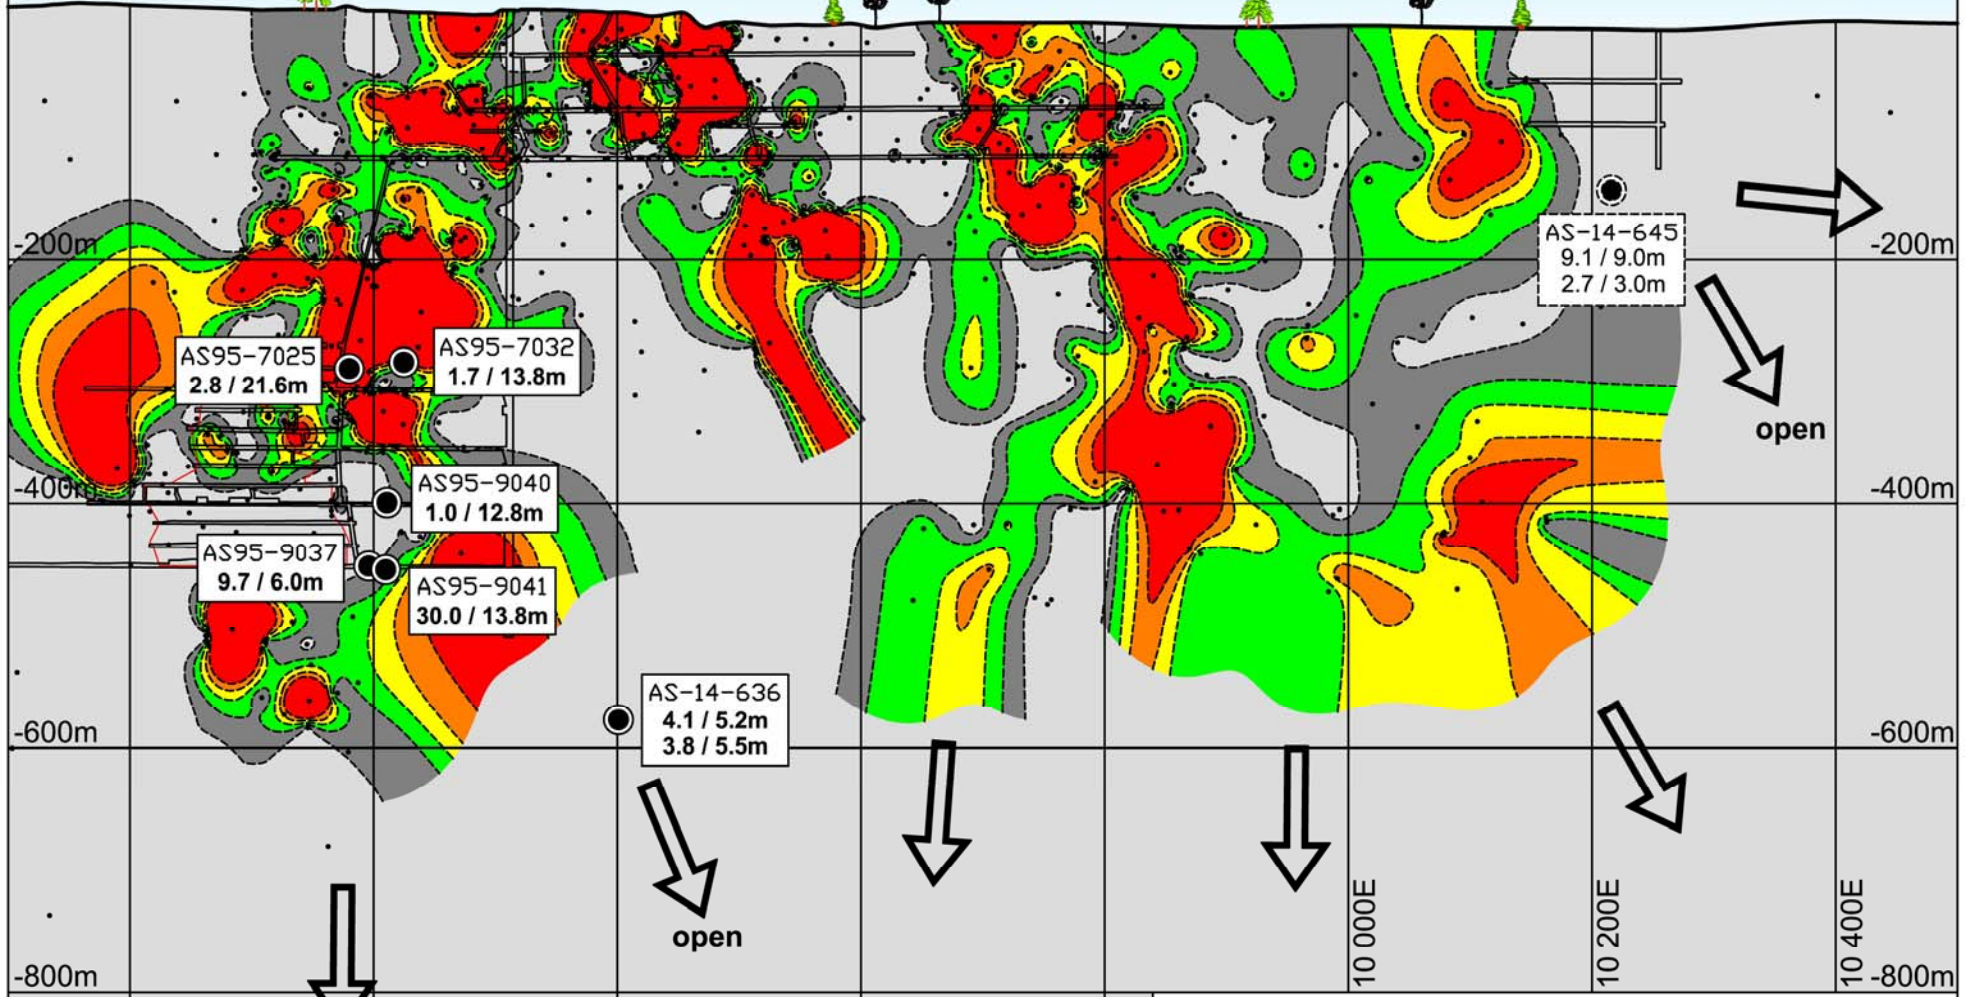 -200m
-200m
AS-14-645
9.1 / 9.0m
2.7 / 3.0m
AS95-7025
2.8 / 21.6m
AS95-7032
1.7 / 13.8m
open
-400m
-400m
AS95-9040
1.0 / 12.8m
AS95-9037
9.7 / 6.0m
AS95-9041
30.0 / 13.8m
AS-14-636
4.1 / 5.2m
3.8 / 5.5m
-600m
-600m
open
10 000E
10 200E
10 400E
-800m
-800m